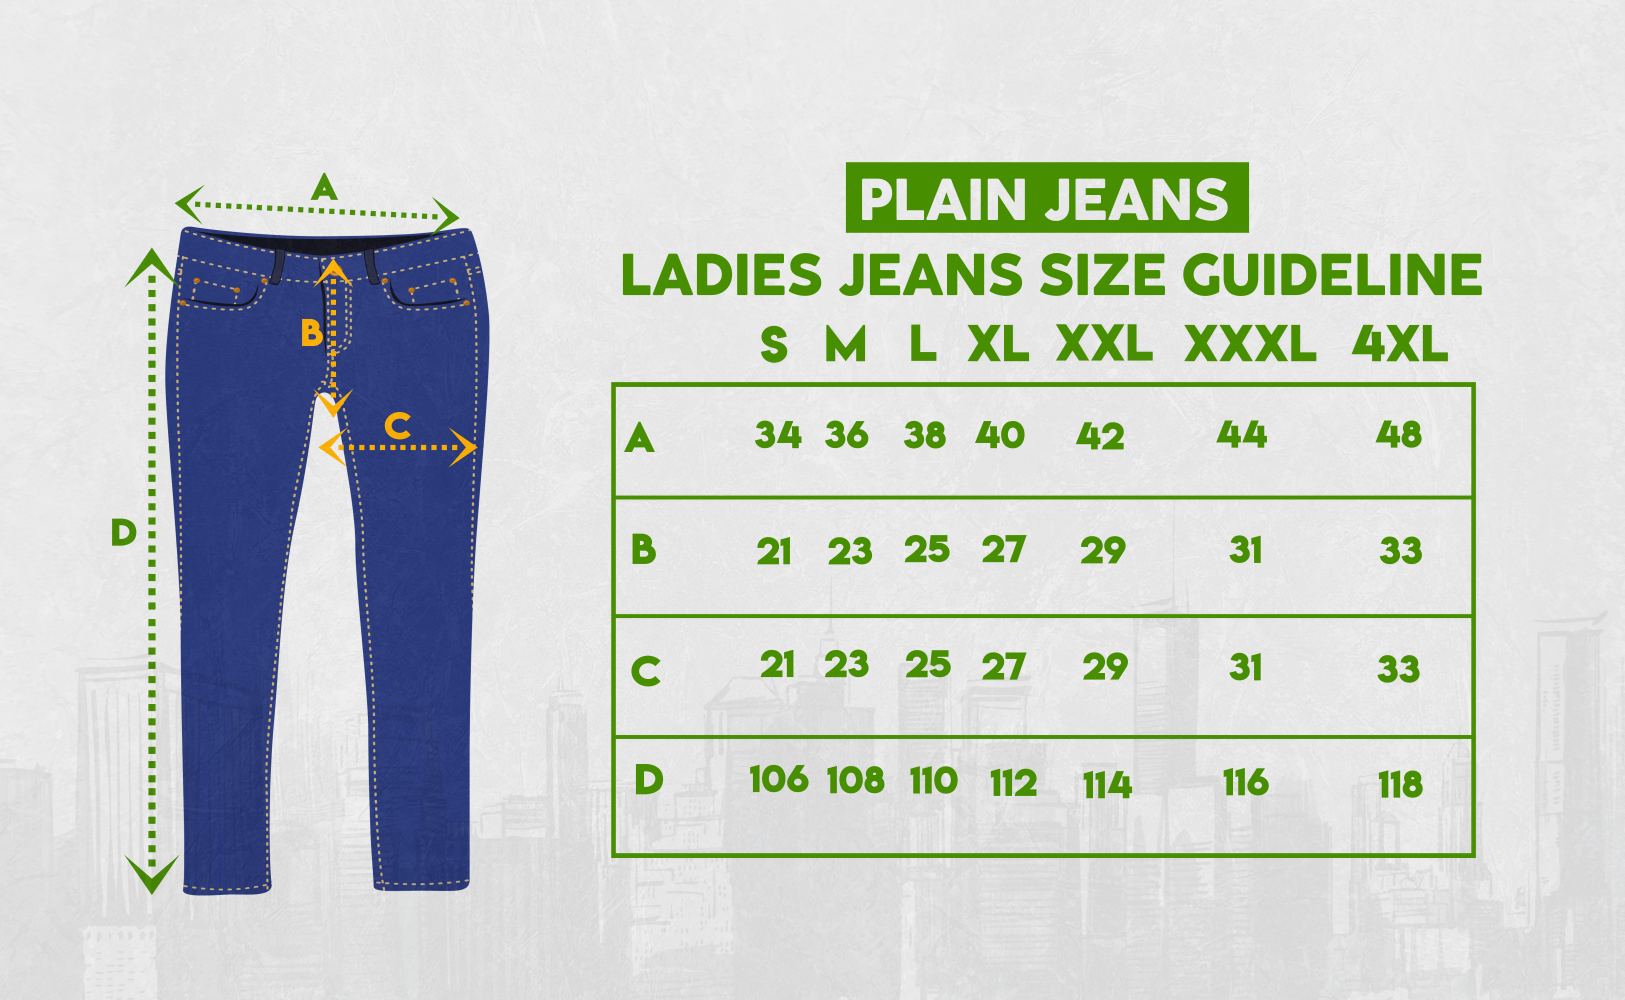 PLAIN JEANS
LADIES JEANS SIZE GUIDELINE
S M L XL XXL XXXL 4XL
A 34 36 38 40 42 44 48
B 21 23 25 27 29 31 33
C 21 23 25 27 29 31 33
D 106 108 110 112 114 116 118
A
B
C
D